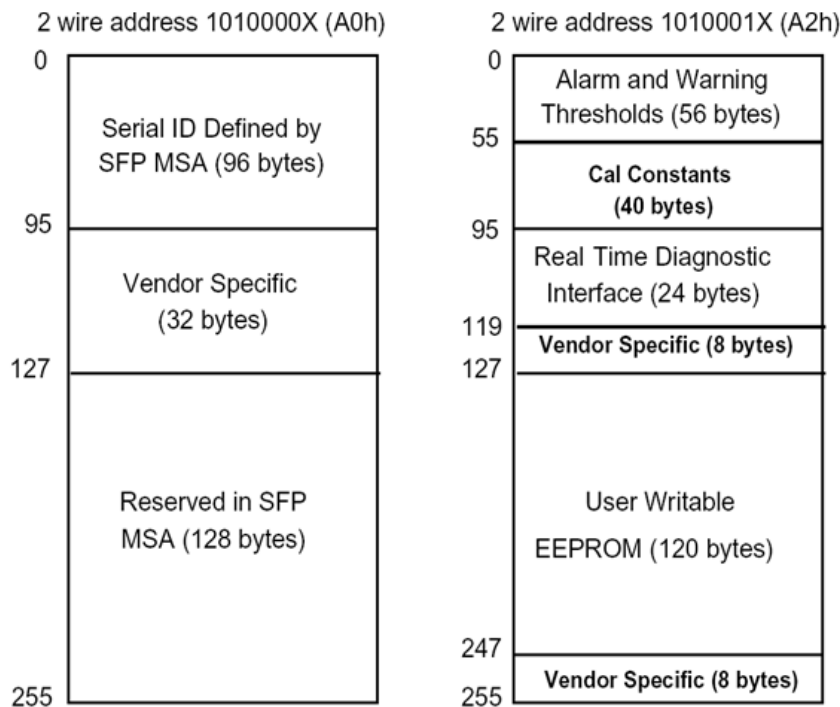 2 wire address 1010000X (A0h)
0
Serial ID Defined by
SFP MSA (96 bytes)
95
Vendor Specific
(32 bytes)
127
Reserved in SFP
MSA (128 bytes)
255
2 wire address 1010001X (A2h)
0
Alarm and Warning
Thresholds (56 bytes)
55
Cal Constants
(40 bytes)
95
Real Time Diagnostic
Interface (24 bytes)
119
Vendor Specific (8 bytes)
127
User Writable
EEPROM (120 bytes)
247
Vendor Specific (8 bytes)
255